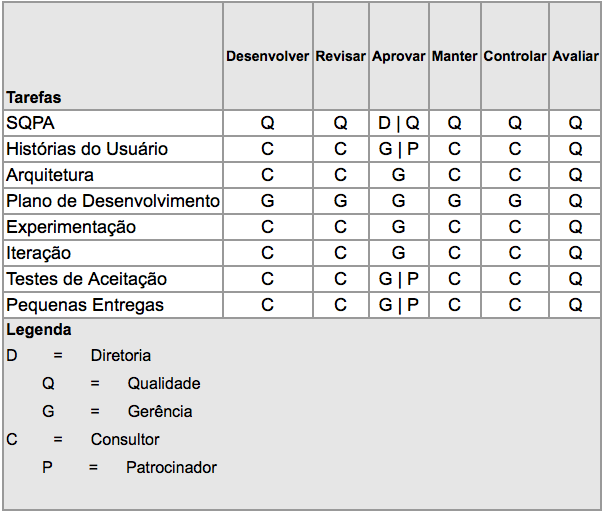 Tarefas Desenvolver Revisar Aprovar Manter Controlar Avaliar
SQPA Q Q D | Q Q Q Q
Histórias do Usuário C C G | P C C Q
Arquitetura C C G C C Q
Plano de Desenvolvimento G G G G G Q
Experimentação C C G C C Q
Iteração C C G C C Q
Testes de Aceitação C C G | P C C Q
Pequenas Entregas C C G | P C C Q
Legenda
D = Diretoria
Q = Qualidade
G = Gerência
C = Consultor
P = Patrocinador